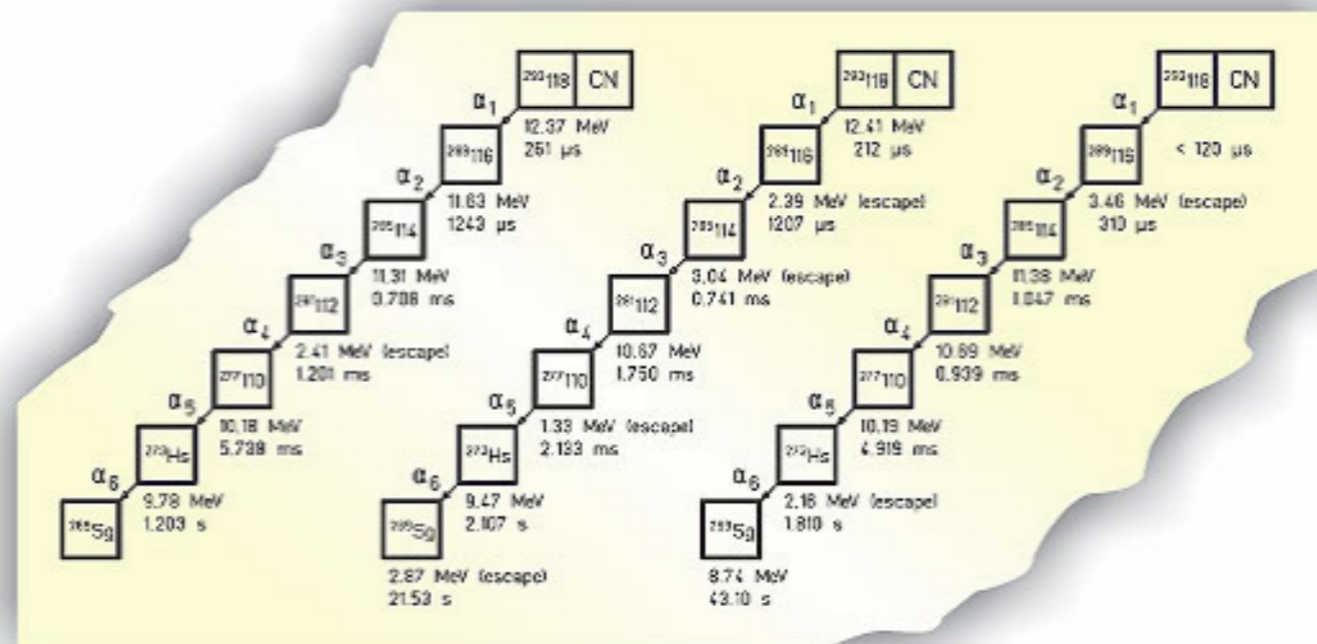 ²⁹³118 CN
α₁
12.37 MeV
261 µs
²⁸⁹116
α₂
11.63 MeV
1243 µs
²⁸⁵114
α₃
11.31 MeV
0.708 ms
²⁸¹112
α₄
2.41 MeV (escape)
1.201 ms
²⁷⁷110
α₅
10.18 MeV
5.738 ms
²⁷³Hs
α₆
9.78 MeV
1.203 s
²⁶⁹Sg
²⁹³118 CN
α₁
12.41 MeV
212 µs
²⁸⁹116
α₂
2.39 MeV (escape)
1207 µs
²⁸⁵114
α₃
3.04 MeV (escape)
0.741 ms
²⁸¹112
α₄
10.67 MeV
1.750 ms
²⁷⁷110
α₅
1.33 MeV (escape)
2.133 ms
²⁷³Hs
α₆
9.47 MeV
2.107 s
²⁶⁹Sg
2.87 MeV (escape)
21.53 s
²⁹³118 CN
α₁
< 120 µs
²⁸⁹116
α₂
3.46 MeV (escape)
310 µs
²⁸⁵114
α₃
11.38 MeV
1.047 ms
²⁸¹112
α₄
10.89 MeV
0.939 ms
²⁷⁷110
α₅
10.19 MeV
4.919 ms
²⁷³Hs
α₆
2.16 MeV (escape)
1.810 s
²⁶⁹Sg
8.74 MeV
43.10 s